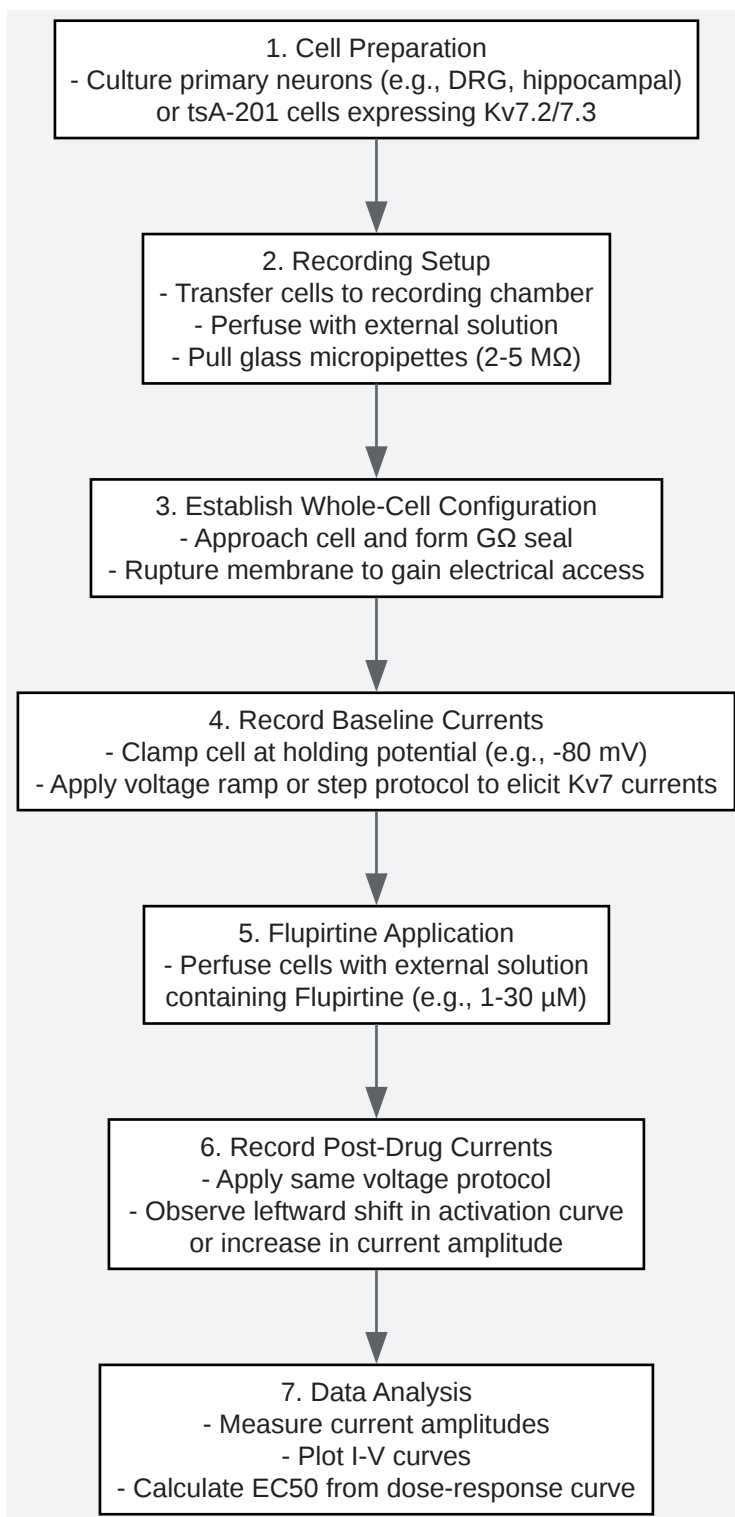 1. Cell Preparation
- Culture primary neurons (e.g., DRG, hippocampal)
or tsA-201 cells expressing Kv7.2/7.3
2. Recording Setup
- Transfer cells to recording chamber
- Perfuse with external solution
- Pull glass micropipettes (2-5 MΩ)
3. Establish Whole-Cell Configuration
- Approach cell and form GΩ seal
- Rupture membrane to gain electrical access
4. Record Baseline Currents
- Clamp cell at holding potential (e.g., -80 mV)
- Apply voltage ramp or step protocol to elicit Kv7 currents
5. Flupirtine Application
- Perfuse cells with external solution
containing Flupirtine (e.g., 1-30 µM)
6. Record Post-Drug Currents
- Apply same voltage protocol
- Observe leftward shift in activation curve
or increase in current amplitude
7. Data Analysis
- Measure current amplitudes
- Plot I-V curves
- Calculate EC50 from dose-response curve